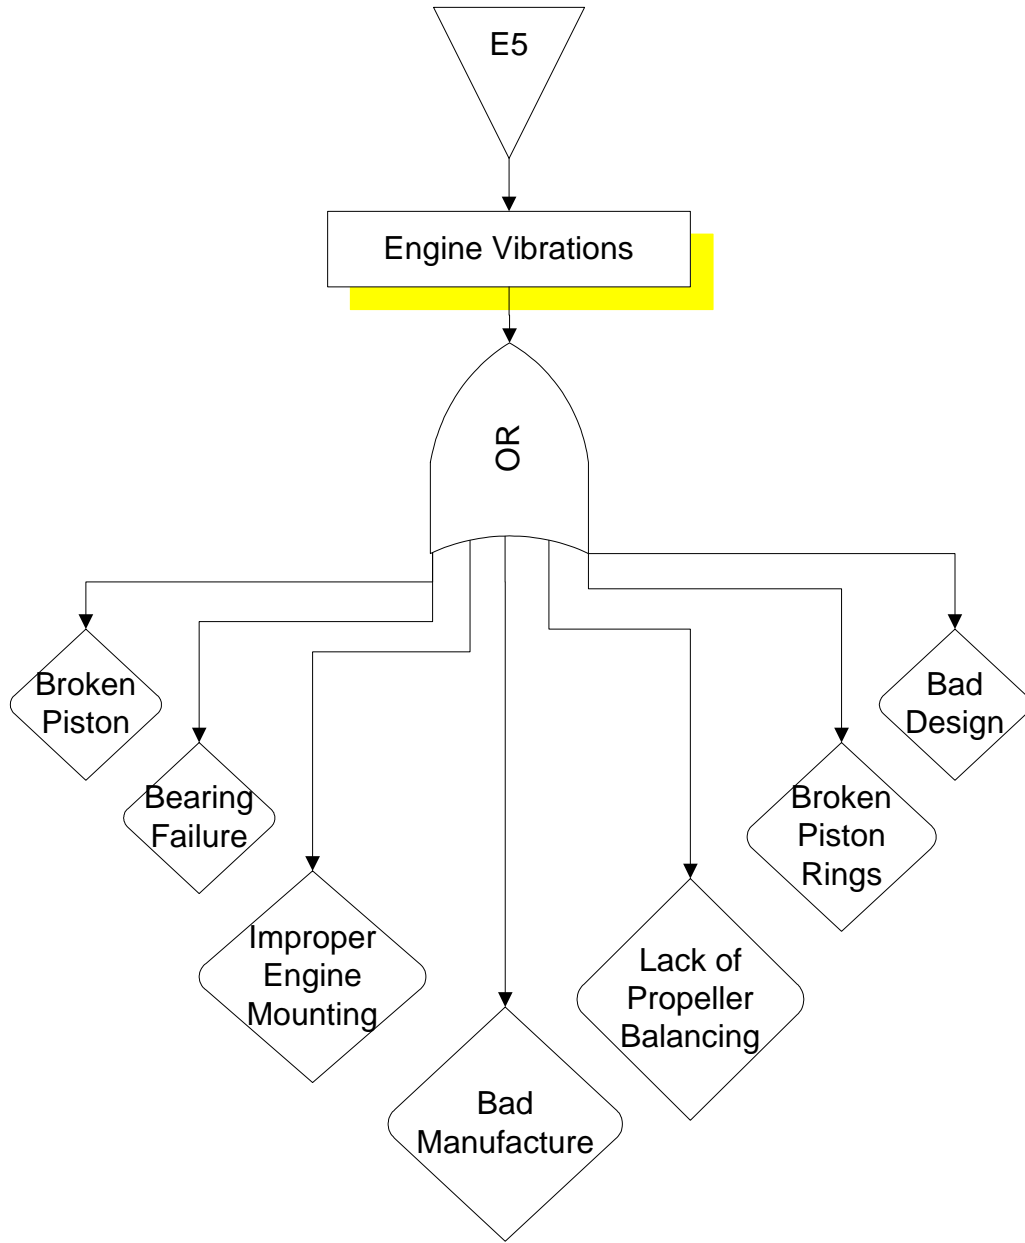 E5
Engine Vibrations
OR
Broken
Piston
Bad
Design
Bearing
Failure
Broken
Piston
Rings
Improper
Engine
Mounting
Lack of
Propeller
Balancing
Bad
Manufacture